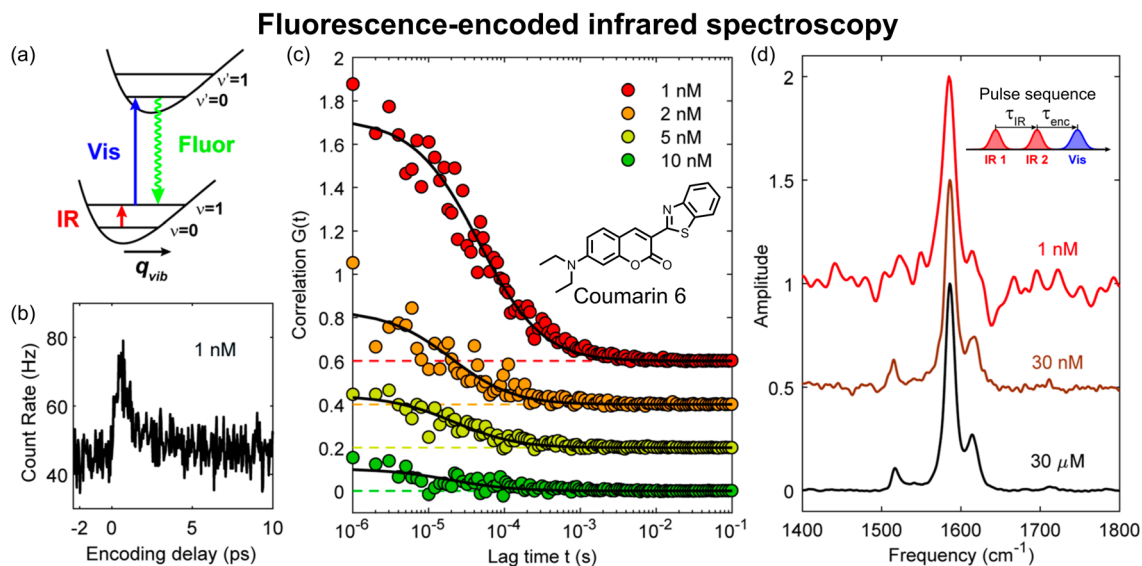 Fluorescence-encoded infrared spectroscopy
(a)
ν'=1
ν'=0
Vis
Fluor
IR
ν=1
ν=0
q_vib
(b)
Count Rate (Hz)
80
60
40
1 nM
-2 0 5 10
Encoding delay (ps)
(c)
Correlation G(t)
2
1.8
1.6
1.4
1.2
1
0.8
0.6
0.4
0.2
0
1 nM
2 nM
5 nM
10 nM
N
S
N
O
O
Coumarin 6
10⁻⁶ 10⁻⁵ 10⁻⁴ 10⁻³ 10⁻² 10⁻¹
Lag time t (s)
(d)
Amplitude
2
1.5
1
0.5
0
Pulse sequence
τ_IR τ_enc
IR 1 IR 2 Vis
1 nM
30 nM
30 μM
1400 1500 1600 1700 1800
Frequency (cm⁻¹)